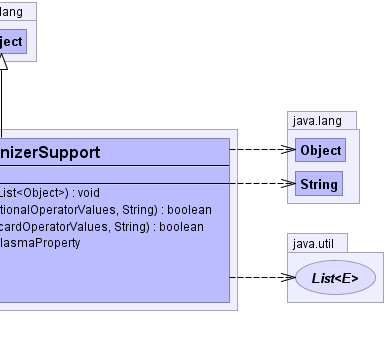 lang
ject
nizerSupport
List<Object>) : void
tionalOperatorValues, String) : boolean
cardOperatorValues, String) : boolean
lasmaProperty
java.lang
Object
String
java.util
List<E>